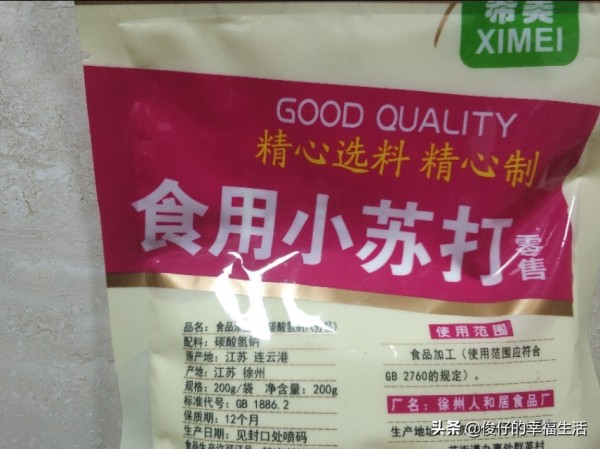 希美
XIMEI
GOOD QUALITY
精心选料 精心制
食用小苏打
零售
品名：食品添
碳酸氢钠
配料：碳酸氢钠
原产地：江苏 连云港
产地：江苏 徐州
规格：200g/袋 净含量：200g
标准代号：GB 1886.2
保质期：12个月
生产日期：见封口处喷码
使用范围
食品加工（使用范围应符合
GB 2760的规定）。
厂名：徐州人和居食品厂
生产地
头条 @俊仔的幸福生活